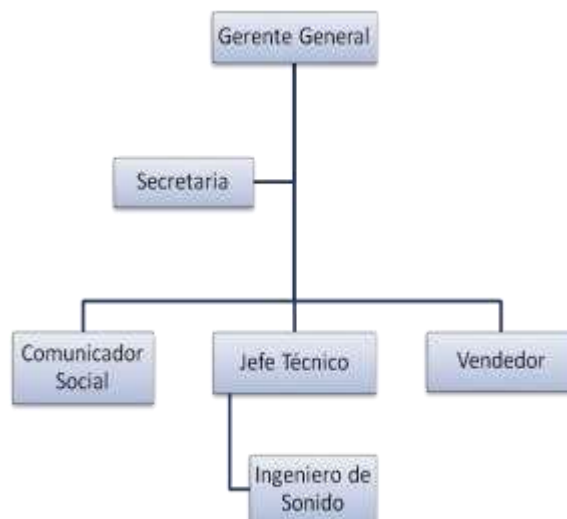 Gerente General
Secretaria
Comunicador
Social
Jefe Técnico
Vendedor
Ingeniero de
Sonido